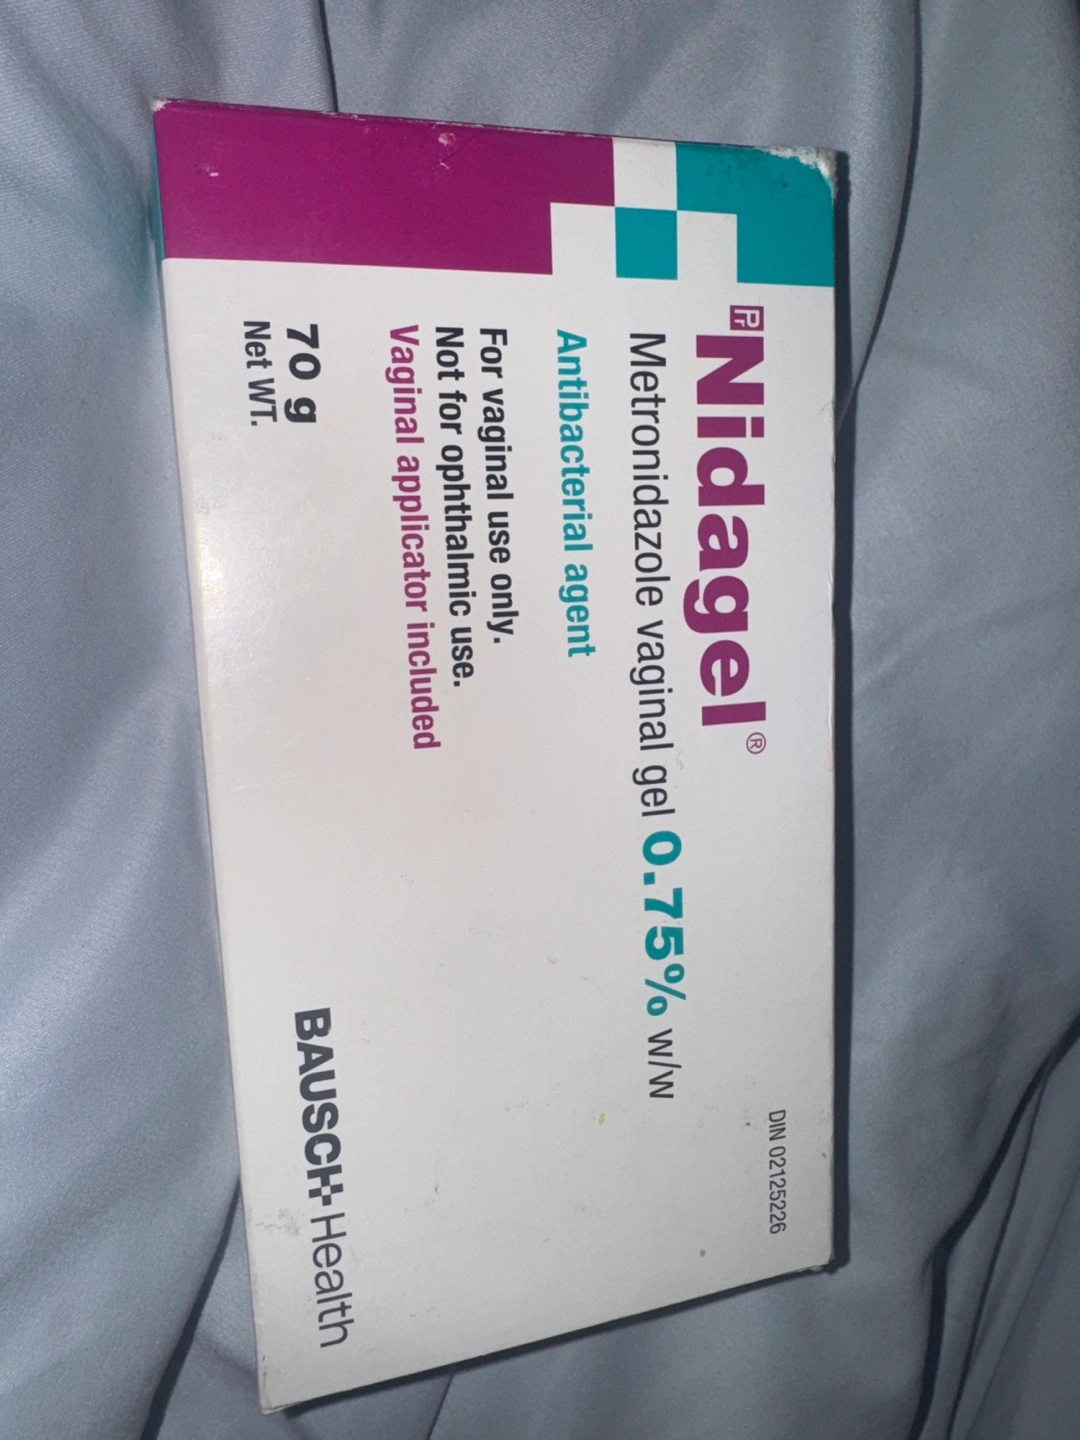 DIN 02125226
Pr Nidagel®
Metronidazole vaginal gel 0.75% w/w
Antibacterial agent
For vaginal use only.
Not for ophthalmic use.
Vaginal applicator included
70 g
Net WT.
BAUSCH+Health